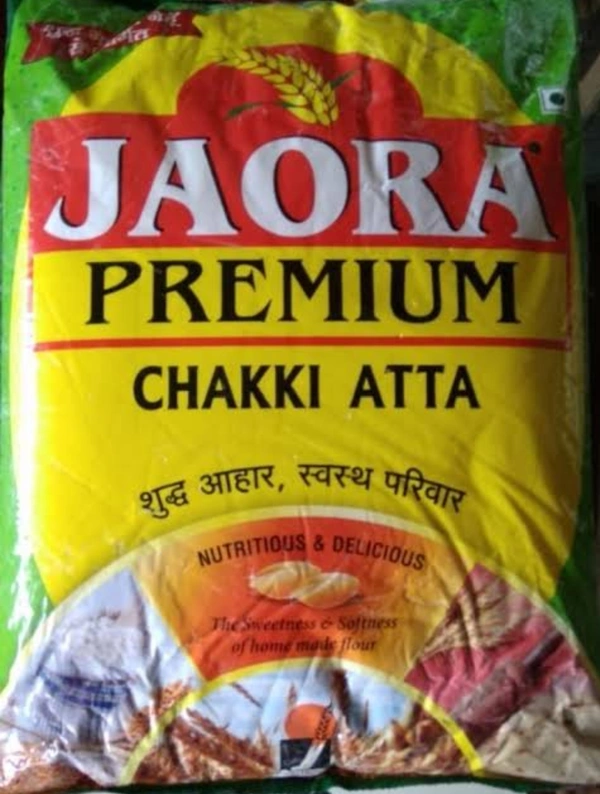 JAORA
PREMIUM
CHAKKI ATTA
शुद्ध आहार, स्वस्थ परिवार
NUTRITIOUS & DELICIOUS
The Sweetness & Softness
of home made flour